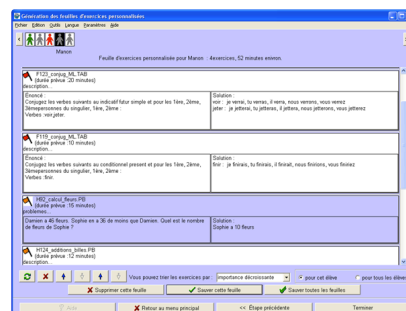 Génération des feuilles d'exercices personnalisées
Fichier Edition Outils Langue Paramètres Aide
Manon
Feuille d'exercices personnalisée pour Manon : 4exercices, 52 minutes environ.
F123_conjug_ML.TAB
(durée prévue :20 minutes)
description...
Énoncé :
Conjuguez les verbes suivants au indicatif futur simple et pour les 1ère, 2ème,
3èmepersonnes du singulier, 1ère, 2ème :
Verbes :voir,jeter.
Solution :
voir : je verrai, tu verras, il verra, nous verrons, vous verrez
jeter : je jetterai, tu jetteras, il jettera, nous jetterons, vous jetterez
F119_conjug_ML.TAB
(durée prévue :10 minutes)
description...
Énoncé :
Conjuguez les verbes suivants au conditionnel present et pour les 1ère, 2ème,
3èmepersonnes du singulier, 1ère, 2ème :
Verbes :finir.
Solution :
finir : je finirais, tu finirais, il finirait, nous finirions, vous finiriez
H92_calcul_fleurs.PB
(durée prévue :15 minutes)
problemes...
Damien a 46 fleurs. Sophie en a 36 de moins que Damien. Quel est le nombre
de fleurs de Sophie ?
Solution :
Sophie a 10 fleurs
H124_additions_billes.PB
(durée prévue :12 minutes)
description...
Vous pouvez trier les exercices par :
importance décroissante
pour cet élève
pour tous les élèves
Supprimer cette feuille
Sauver cette feuille
Sauver toutes les feuilles
Aide
Retour au menu principal
<< Étape précédente
Terminer